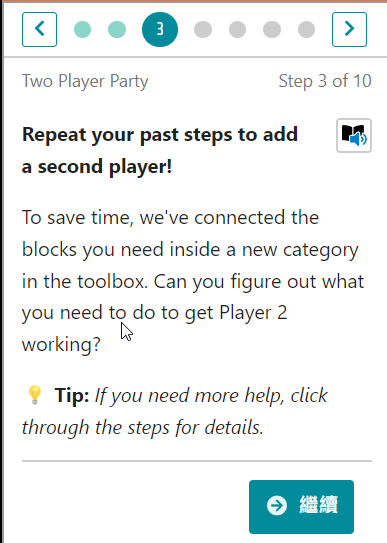 3
Two Player Party
Step 3 of 10
Repeat your past steps to add
a second player!
To save time, we've connected the
blocks you need inside a new category
in the toolbox. Can you figure out what
you need to do to get Player 2
working?
Tip: If you need more help, click
through the steps for details.
繼續